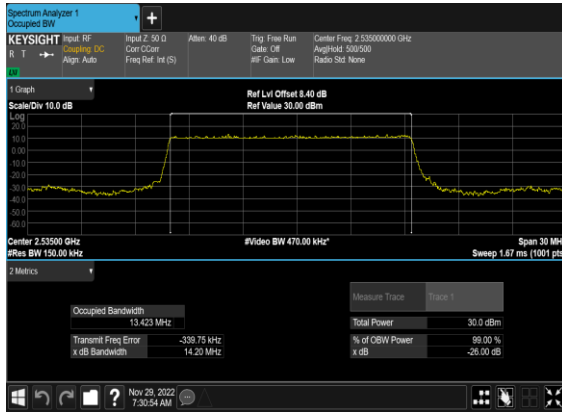 Spectrum Analyzer 1
Occupied BW
+
KEYSIGHT Input: RF Input Z: 50 Ω Atten: 40 dB Trig: Free Run Center Freq: 2.535000000 GHz
R T Coupling: DC Corr CCorr Gate: Off Avg|Hold: 500/500
Align: Auto Freq Ref: Int (S) #IF Gain: Low Radio Std: None
LNI
1 Graph
Ref Lvl Offset 8.40 dB
Scale/Div 10.0 dB Ref Value 30.00 dBm
Log
20.0
10.0
0.00
-10.0
-20.0
-30.0
-40.0
-50.0
-60.0
Center 2.53500 GHz #Video BW 470.00 kHz* Span 30 MH
#Res BW 150.00 kHz Sweep 1.67 ms (1001 pts
2 Metrics
Measure Trace Trace 1
Occupied Bandwidth
13.423 MHz Total Power 30.0 dBm
Transmit Freq Error -339.75 kHz % of OBW Power 99.00 %
x dB Bandwidth 14.20 MHz x dB -26.00 dB
? Nov 29, 2022
7:30:54 AM